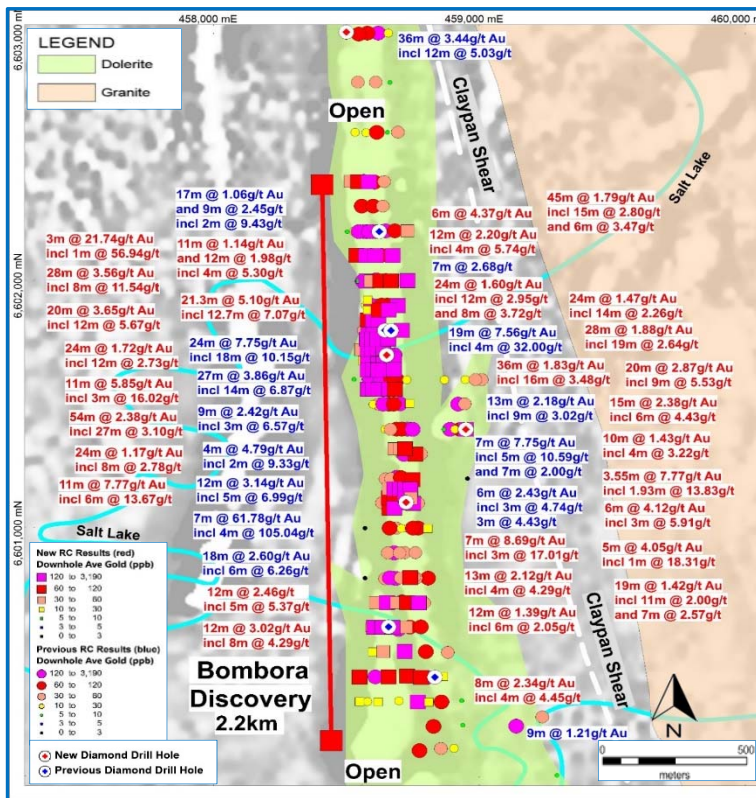 458,000 mE
459,000 mE
460,000 mE
6,603,000 mN
6,602,000 mN
6,601,000 mN
LEGEND
Dolerite
Granite
36m @ 3.44g/t Au
incl 12m @ 5.03g/t
Open
Claypan Shear
Salt Lake
17m @ 1.06g/t Au
and 9m @ 2.45g/t
incl 2m @ 9.43g/t
3m @ 21.74g/t Au
incl 1m @ 56.94g/t
11m @ 1.14g/t Au
and 12m @ 1.98g/t
incl 4m @ 5.30g/t
28m @ 3.56g/t Au
incl 8m @ 11.54g/t
21.3m @ 5.10g/t Au
incl 12.7m @ 7.07g/t
20m @ 3.65g/t Au
incl 12m @ 5.67g/t
24m @ 7.75g/t Au
incl 18m @ 10.15g/t
24m @ 1.72g/t Au
incl 12m @ 2.73g/t
27m @ 3.86g/t Au
incl 14m @ 6.87g/t
11m @ 5.85g/t Au
incl 3m @ 16.02g/t
9m @ 2.42g/t Au
incl 3m @ 6.57g/t
54m @ 2.38g/t Au
incl 27m @ 3.10g/t
4m @ 4.79g/t Au
incl 2m @ 9.33g/t
24m @ 1.17g/t Au
incl 8m @ 2.78g/t
12m @ 3.14g/t Au
incl 5m @ 6.99g/t
11m @ 7.77g/t Au
incl 6m @ 13.67g/t
7m @ 61.78g/t Au
incl 4m @ 105.04g/t
Salt Lake
18m @ 2.60g/t Au
incl 6m @ 6.26g/t
12m @ 2.46g/t
incl 5m @ 5.37g/t
12m @ 3.02g/t Au
incl 8m @ 4.29g/t
6m @ 4.37g/t Au
12m @ 2.20g/t Au
incl 4m @ 5.74g/t
7m @ 2.68g/t
24m @ 1.60g/t Au
incl 12m @ 2.95g/t
and 8m @ 3.72g/t
19m @ 7.56g/t Au
incl 4m @ 32.00g/t
36m @ 1.83g/t Au
incl 16m @ 3.48g/t
13m @ 2.18g/t Au
incl 9m @ 3.02g/t
7m @ 7.75g/t Au
incl 5m @ 10.59g/t
and 7m @ 2.00g/t
6m @ 2.43g/t Au
incl 3m @ 4.74g/t
3m @ 4.43g/t
7m @ 8.69g/t Au
incl 3m @ 17.01g/t
13m @ 2.12g/t Au
incl 4m @ 4.29g/t
12m @ 1.39g/t Au
incl 6m @ 2.05g/t
8m @ 2.34g/t Au
incl 4m @ 4.45g/t
9m @ 1.21g/t Au
45m @ 1.79g/t Au
incl 15m @ 2.80g/t
and 6m @ 3.47g/t
24m @ 1.47g/t Au
incl 14m @ 2.26g/t
28m @ 1.88g/t Au
incl 19m @ 2.64g/t
20m @ 2.87g/t Au
incl 9m @ 5.53g/t
15m @ 2.38g/t Au
incl 6m @ 4.43g/t
10m @ 1.43g/t Au
incl 4m @ 3.22g/t
3.55m @ 7.77g/t Au
incl 1.93m @ 13.83g/t
6m @ 4.12g/t Au
incl 3m @ 5.91g/t
5m @ 4.05g/t Au
incl 1m @ 18.31g/t
19m @ 1.42g/t Au
incl 11m @ 2.00g/t
and 7m @ 2.57g/t
Claypan Shear
New RC Results (red)
Downhole Ave Gold (ppb)
120 to 3,190
60 to 120
30 to 60
10 to 30
5 to 10
3 to 5
0 to 3
Previous RC Results (blue)
Downhole Ave Gold (ppb)
120 to 3,190
60 to 120
30 to 60
10 to 30
5 to 10
3 to 5
0 to 3
New Diamond Drill Hole
Previous Diamond Drill Hole
Bombora
Discovery
2.2km
Open
N
0 500
meters